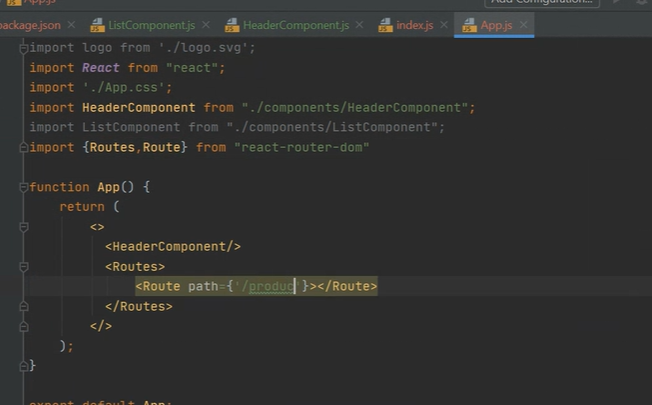 App.js
Add Configuration...
package.json ListComponent.js HeaderComponent.js index.js App.js
import logo from './logo.svg';
import React from "react";
import './App.css';
import HeaderComponent from "./components/HeaderComponent";
import ListComponent from "./components/ListComponent";
import {Routes,Route} from "react-router-dom"
function App() {
return (
<>
<HeaderComponent/>
<Routes>
<Route path={'/produc'}></Route>
</Routes>
</>
);
}
export default App;